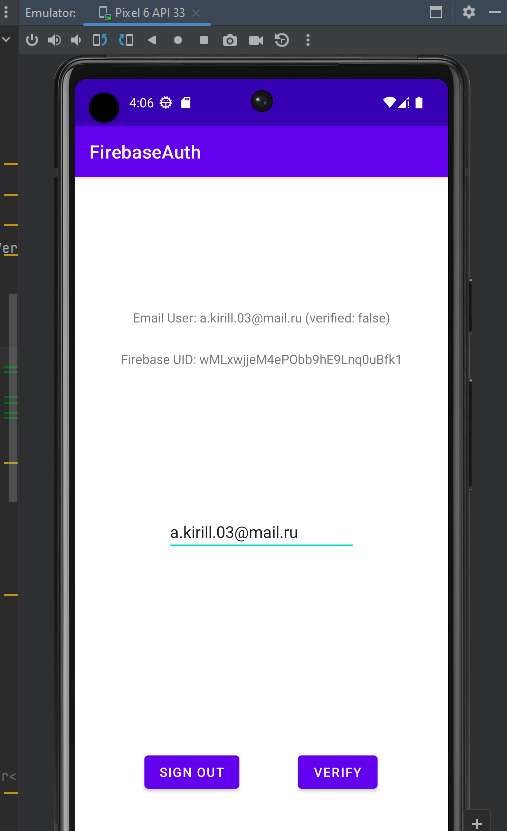 Emulator: Pixel 6 API 33
4:06
FirebaseAuth
Email User: a.kirill.03@mail.ru (verified: false)
Firebase UID: wMLxwjjeM4ePObb9hE9Lnq0uBfk1
a.kirill.03@mail.ru
SIGN OUT VERIFY
/er
r<